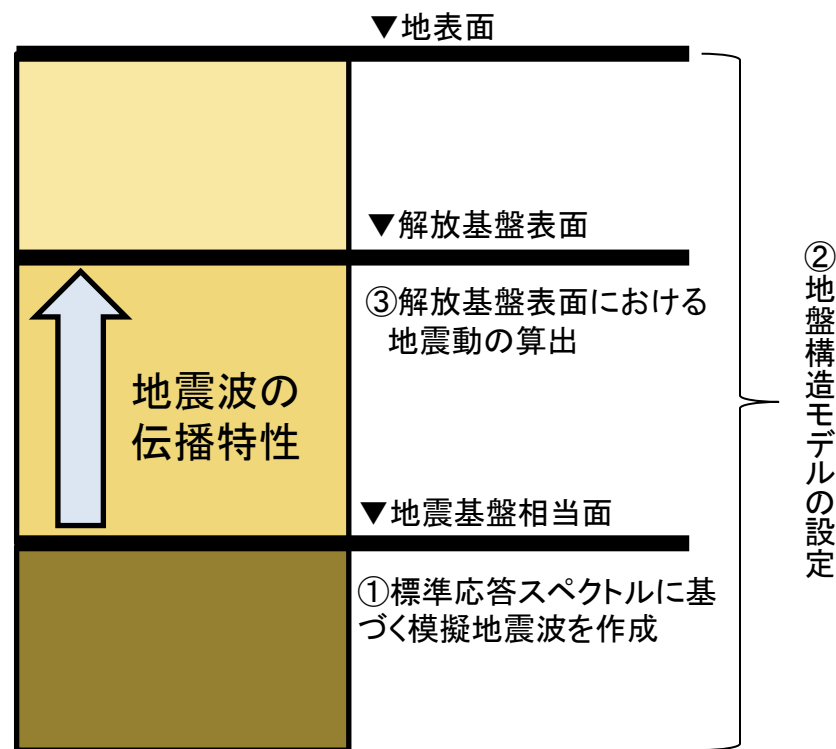 ▼地表面
▼解放基盤表面
③解放基盤表面における
地震動の算出
地震波の
伝播特性
▼地震基盤相当面
①標準応答スペクトルに基
づく模擬地震波を作成
②地盤構造モデルの設定